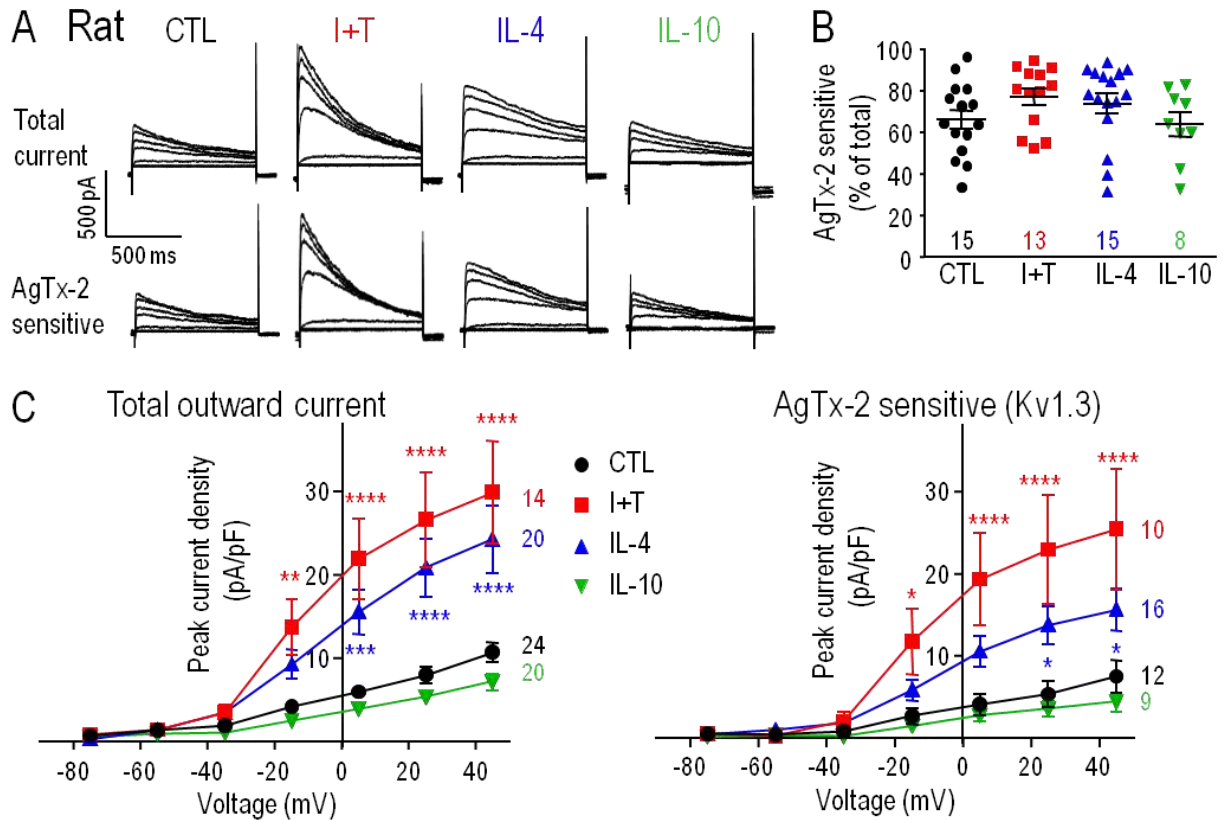 A Rat CTL I+T IL-4 IL-10
Total
current
500 pA
500 ms
AgTx-2
sensitive
B
AgTx-2 sensitive
(% of total)
100
80
60
40
20
0
15 13 15 8
CTL I+T IL-4 IL-10
C Total outward current
Peak current density
(pA/pF)
30
20
10
**
****
****
****
***
****
****
14
20
24
20
-80 -60 -40 -20 0 20 40
Voltage (mV)
CTL
I+T
IL-4
IL-10
AgTx-2 sensitive (Kv1.3)
Peak current density
(pA/pF)
30
20
10
*
****
****
****
*
*
10
16
12
9
-80 -60 -40 -20 0 20 40
Voltage (mV)